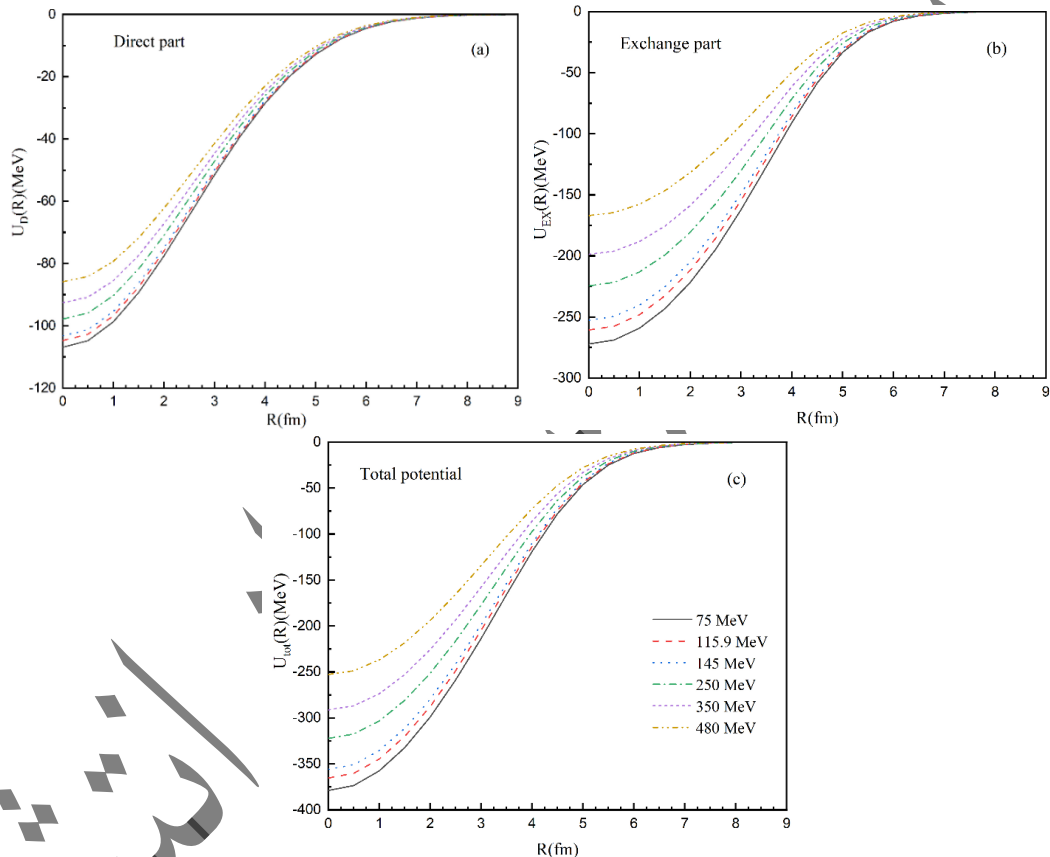 Direct part
(a)
0
-20
-40
-60
-80
-100
-120
U_D(R)(MeV)
0 1 2 3 4 5 6 7 8 9
R(fm)
Exchange part
(b)
0
-50
-100
-150
-200
-250
-300
U_EX(R)(MeV)
0 1 2 3 4 5 6 7 8 9
R(fm)
Total potential
(c)
0
-50
-100
-150
-200
-250
-300
-350
-400
U_tot(R)(MeV)
75 MeV
115.9 MeV
145 MeV
250 MeV
350 MeV
480 MeV
0 1 2 3 4 5 6 7 8 9
R(fm)